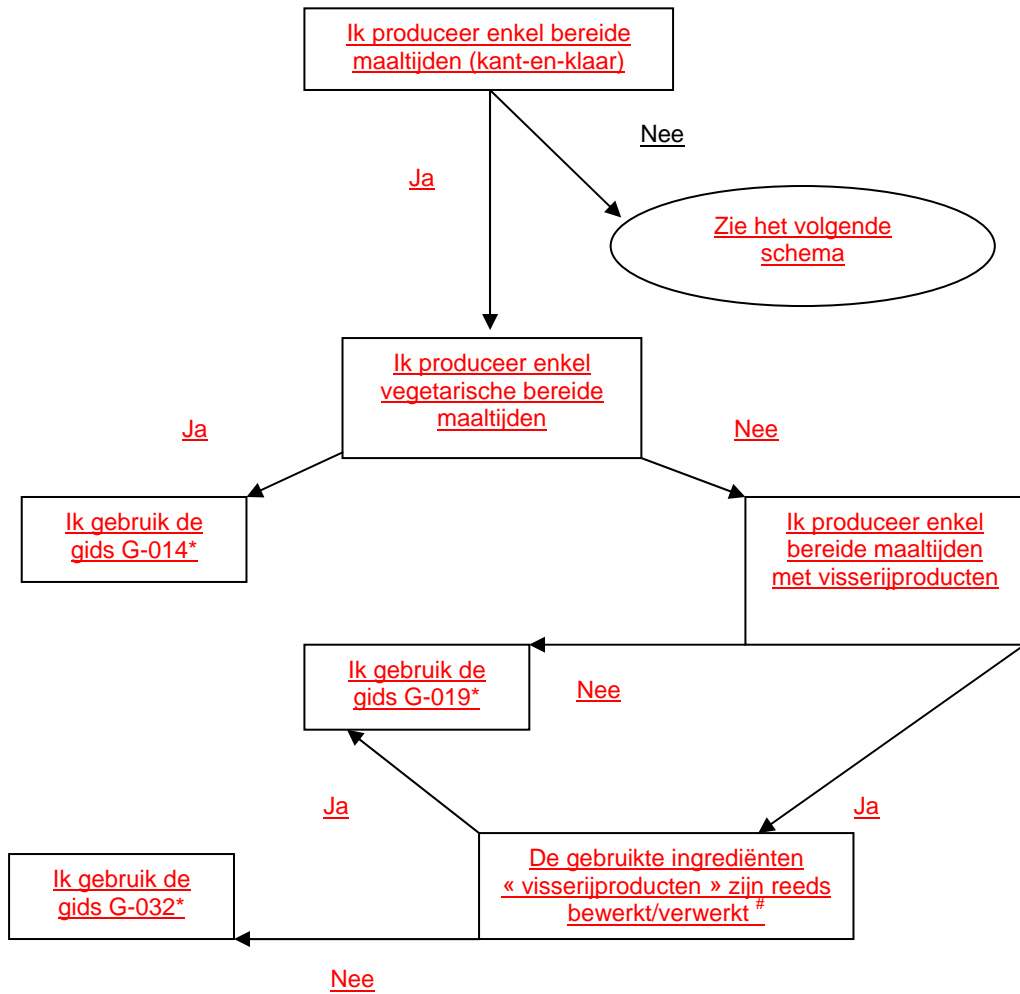 Ik produceer enkel bereide
maaltijden (kant-en-klaar)
Nee
Ja
Zie het volgende
schema
Ik produceer enkel
vegetarische bereide
maaltijden
Ja
Nee
Ik gebruik de
gids G-014*
Ik produceer enkel
bereide maaltijden
met visserijproducten
Ik gebruik de
gids G-019*
Nee
Ja
Ja
De gebruikte ingrediënten
« visserijproducten » zijn reeds
bewerkt/verwerkt #
Ik gebruik de
gids G-032*
Nee